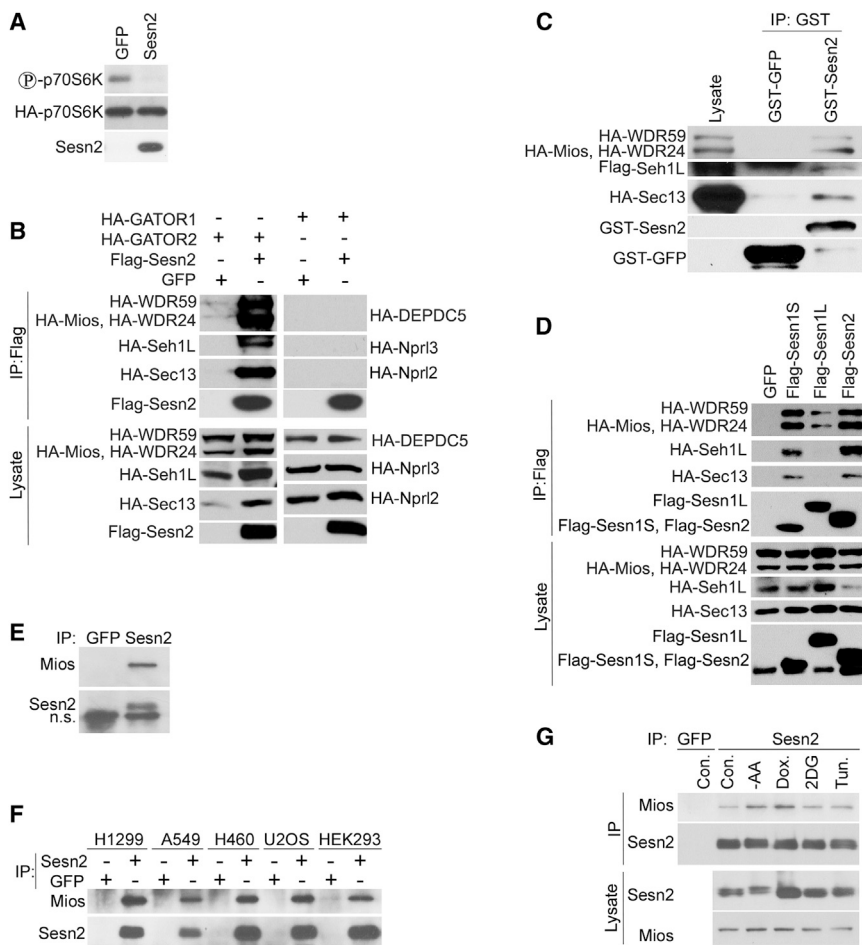 A
GFP
Sesn2
Ⓟ-p70S6K
HA-p70S6K
Sesn2
B
HA-GATOR1 - - + +
HA-GATOR2 + + - -
Flag-Sesn2 - + - +
GFP + - + -
IP:Flag
HA-WDR59
HA-Mios, HA-WDR24
HA-DEPDC5
HA-Seh1L
HA-Nprl3
HA-Sec13
HA-Nprl2
Flag-Sesn2
Lysate
HA-WDR59
HA-Mios, HA-WDR24
HA-DEPDC5
HA-Seh1L
HA-Nprl3
HA-Sec13
HA-Nprl2
Flag-Sesn2
C
IP: GST
Lysate
GST-GFP
GST-Sesn2
HA-WDR59
HA-Mios, HA-WDR24
Flag-Seh1L
HA-Sec13
GST-Sesn2
GST-GFP
D
GFP
Flag-Sesn1S
Flag-Sesn1L
Flag-Sesn2
IP:Flag
HA-WDR59
HA-Mios, HA-WDR24
HA-Seh1L
HA-Sec13
Flag-Sesn1L
Flag-Sesn1S, Flag-Sesn2
Lysate
HA-WDR59
HA-Mios, HA-WDR24
HA-Seh1L
HA-Sec13
Flag-Sesn1L
Flag-Sesn1S, Flag-Sesn2
E
IP: GFP Sesn2
Mios
Sesn2
n.s.
F
H1299 A549 H460 U2OS HEK293
IP:
Sesn2 - + - + - + - + - +
GFP + - + - + - + - + -
Mios
Sesn2
G
IP: GFP Sesn2
Con.
Con.
-AA
Dox.
2DG
Tun.
IP
Mios
Sesn2
Lysate
Sesn2
Mios